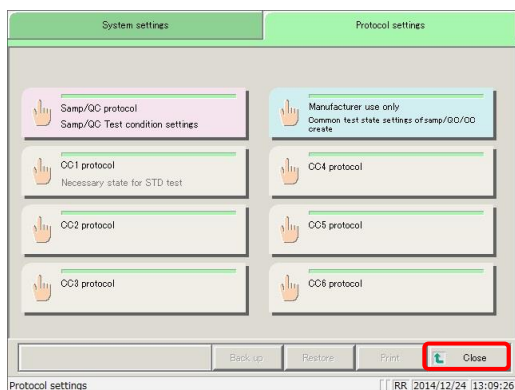 System settings
Protocol settings
Samp/QC protocol
Samp/QC Test condition settings
Manufacturer use only
Common test state settings of samp/QC/CC
create
CC1 protocol
Necessary state for STD test
CC4 protocol
CC2 protocol
CC5 protocol
CC3 protocol
CC6 protocol
Back up
Restore
Print
Close
Protocol settings
RR 2014/12/24 13:09:26